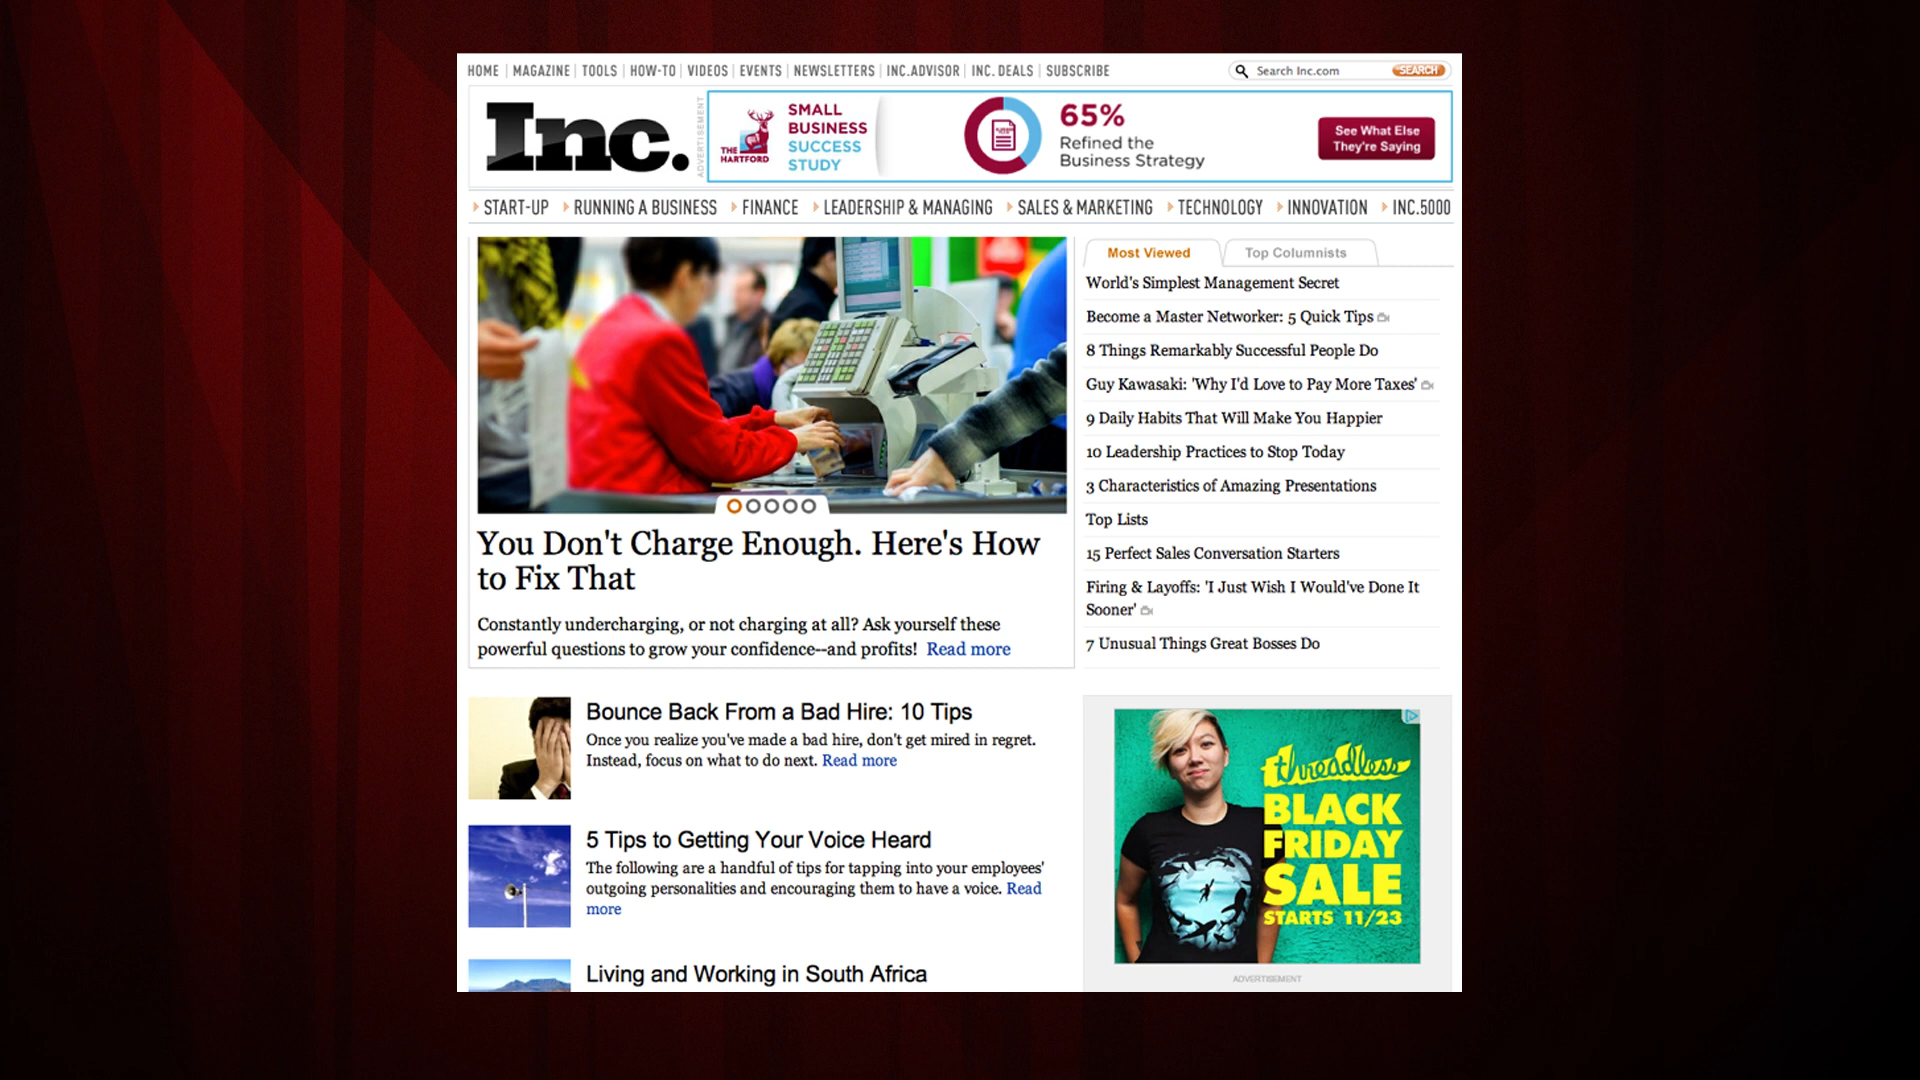 HOME | MAGAZINE | TOOLS | HOW-TO | VIDEOS | EVENTS | NEWSLETTERS | INC.ADVISOR | INC. DEALS | SUBSCRIBE
Search Inc.com
SEARCH
Inc.
ADVERTISEMENT
THE
HARTFORD
SMALL
BUSINESS
SUCCESS
STUDY
65%
Refined the
Business Strategy
See What Else
They're Saying
START-UP RUNNING A BUSINESS FINANCE LEADERSHIP & MANAGING SALES & MARKETING TECHNOLOGY INNOVATION INC.5000
You Don't Charge Enough. Here's How
to Fix That
Constantly undercharging, or not charging at all? Ask yourself these
powerful questions to grow your confidence--and profits! Read more
Most Viewed
Top Columnists
World's Simplest Management Secret
Become a Master Networker: 5 Quick Tips
8 Things Remarkably Successful People Do
Guy Kawasaki: 'Why I'd Love to Pay More Taxes'
9 Daily Habits That Will Make You Happier
10 Leadership Practices to Stop Today
3 Characteristics of Amazing Presentations
Top Lists
15 Perfect Sales Conversation Starters
Firing & Layoffs: 'I Just Wish I Would've Done It
Sooner'
7 Unusual Things Great Bosses Do
Bounce Back From a Bad Hire: 10 Tips
Once you realize you've made a bad hire, don't get mired in regret.
Instead, focus on what to do next. Read more
5 Tips to Getting Your Voice Heard
The following are a handful of tips for tapping into your employees'
outgoing personalities and encouraging them to have a voice. Read
more
Living and Working in South Africa
threadless
BLACK
FRIDAY
SALE
STARTS 11/23
ADVERTISEMENT